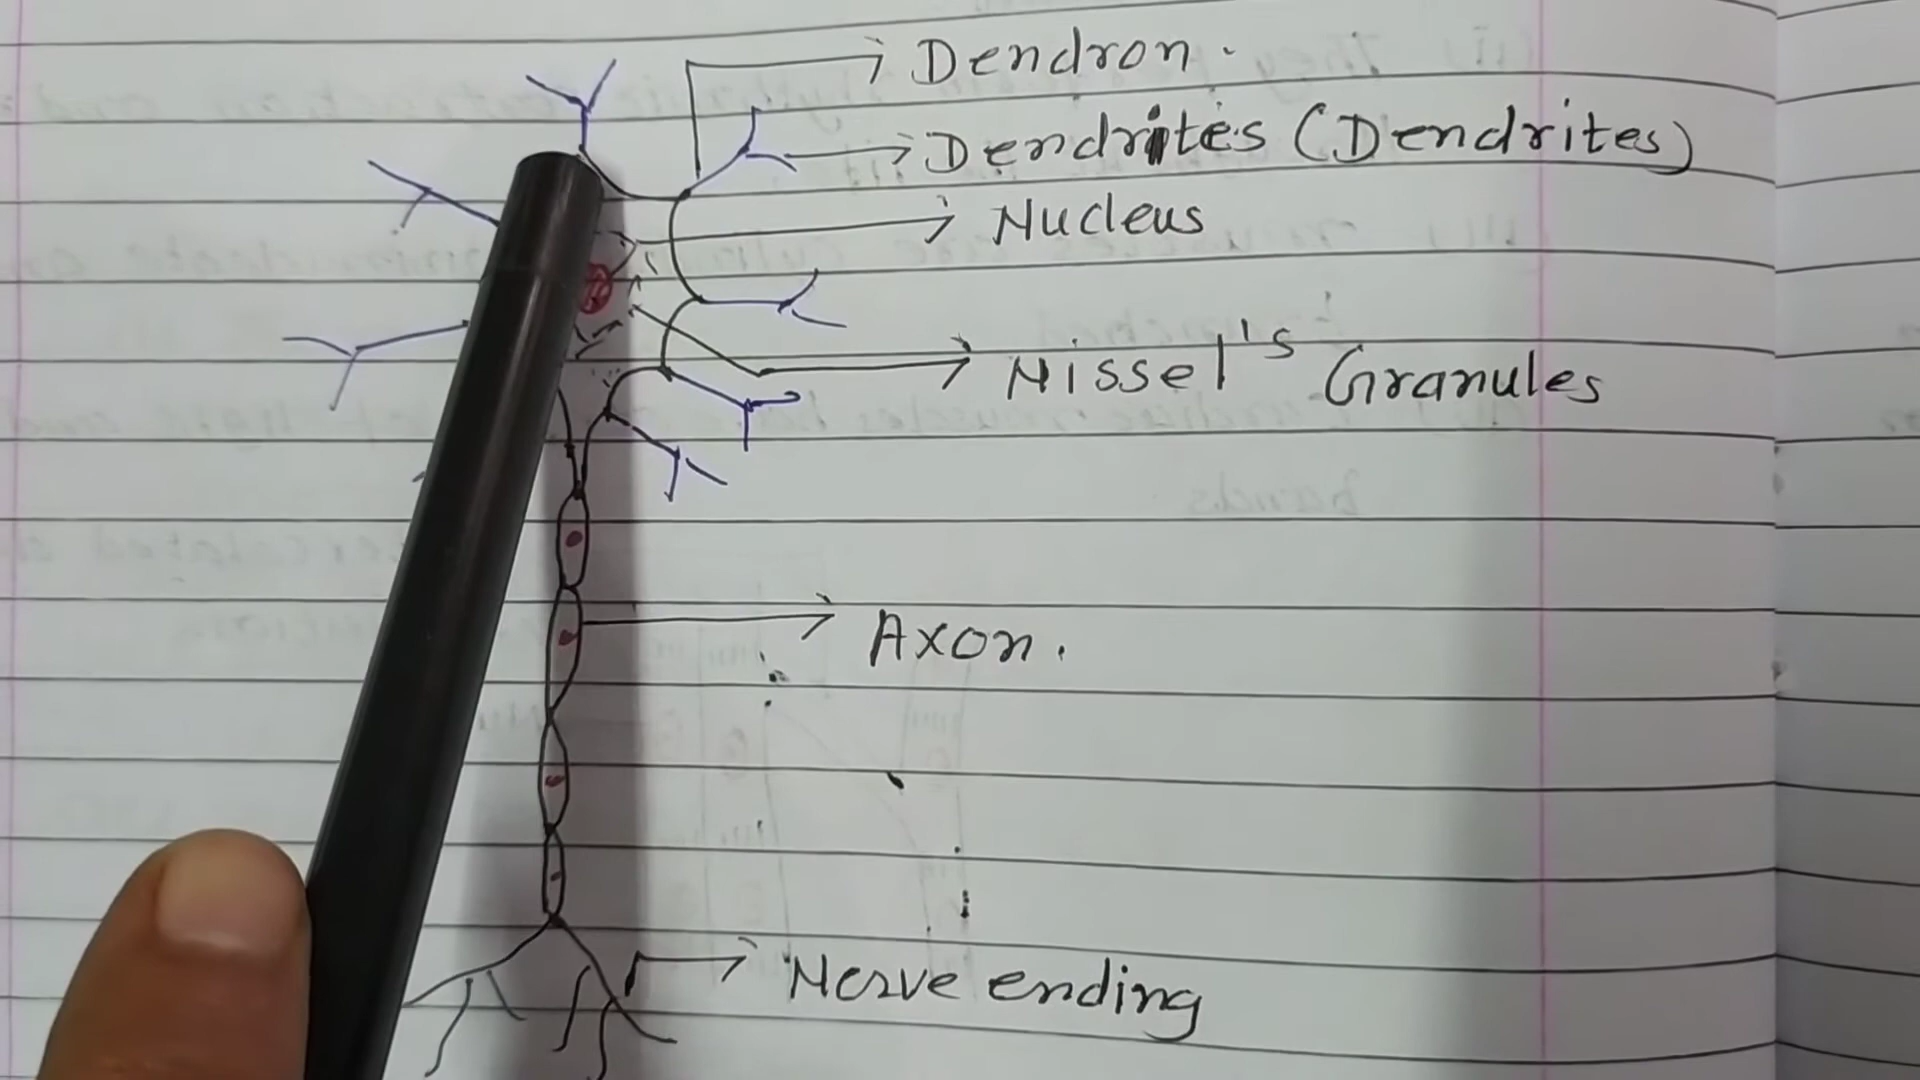 Dendron.
Dendrites (Dendrites)
Nucleus
Nissel's Granules
Axon.
Nerve ending